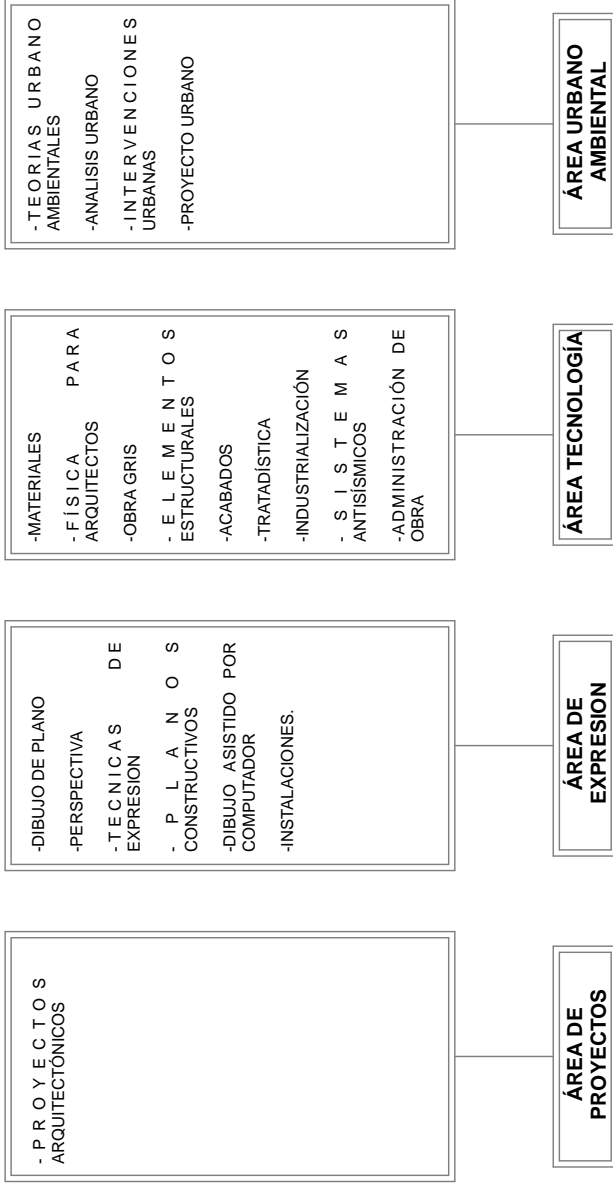 - P R O Y E C T O S
ARQUITECTÓNICOS
ÁREA DE
PROYECTOS
-DIBUJO DE PLANO
-PERSPECTIVA
- T E C N I C A S D E
EXPRESION
- P L A N O S
CONSTRUCTIVOS
-DIBUJO ASISTIDO POR
COMPUTADOR
-INSTALACIONES.
ÁREA DE
EXPRESION
-MATERIALES
- F Í S I C A P A R A
ARQUITECTOS
-OBRA GRIS
- E L E M E N T O S
ESTRUCTURALES
-ACABADOS
-TRATADÍSTICA
-INDUSTRIALIZACIÓN
- S I S T E M A S
ANTISÍSMICOS
-ADMINISTRACIÓN DE
OBRA
ÁREA TECNOLOGÍA
- T E O R I A S U R B A N O
AMBIENTALES
-ANALISIS URBANO
- I N T E R V E N C I O N E S
URBANAS
-PROYECTO URBANO
ÁREA URBANO
AMBIENTAL